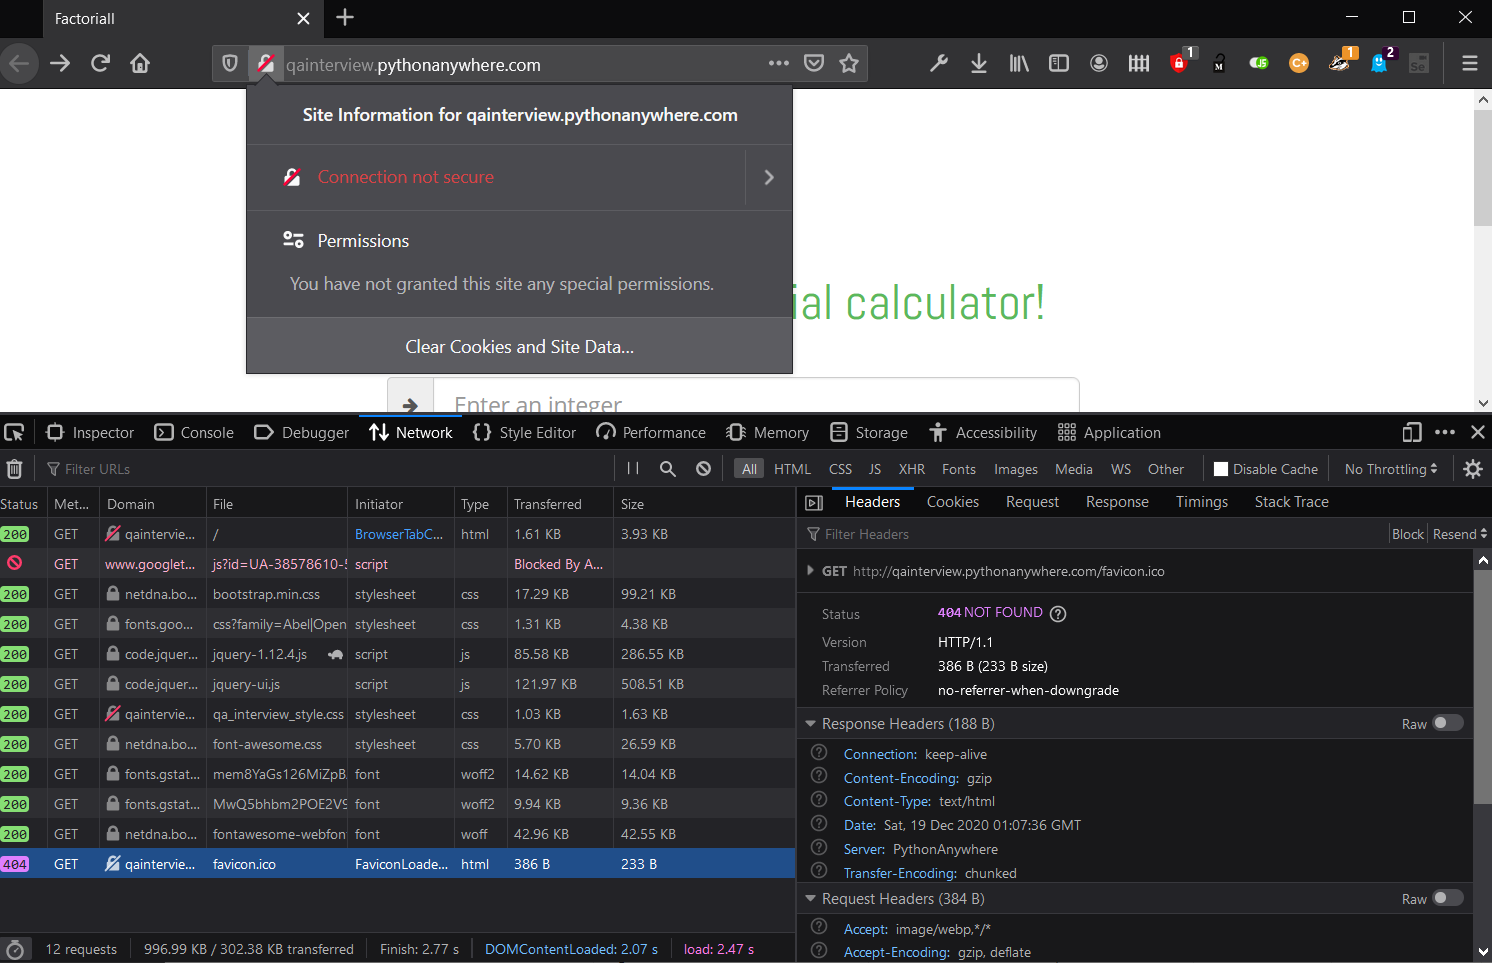 Factoriall
qainterview.pythonanywhere.com
1
M
JS
C+
1
2
Se
Site Information for qainterview.pythonanywhere.com
Connection not secure
Permissions
You have not granted this site any special permissions.
Clear Cookies and Site Data...
ial calculator!
Enter an integer
Inspector Console Debugger Network Style Editor Performance Memory Storage Accessibility Application
Filter URLs
All HTML CSS JS XHR Fonts Images Media WS Other Disable Cache No Throttling
Status Met... Domain File Initiator Type Transferred Size
200 GET qaintervie... / BrowserTabC... html 1.61 KB 3.93 KB
GET www.googlet... js?id=UA-38578610-5 script Blocked By A...
200 GET netdna.bo... bootstrap.min.css stylesheet css 17.29 KB 99.21 KB
200 GET fonts.goo... css?family=Abel|Open stylesheet css 1.31 KB 4.38 KB
200 GET code.jquer... jquery-1.12.4.js script js 85.58 KB 286.55 KB
200 GET code.jquer... jquery-ui.js script js 121.97 KB 508.51 KB
200 GET qaintervie... qa_interview_style.css stylesheet css 1.03 KB 1.63 KB
200 GET netdna.bo... font-awesome.css stylesheet css 5.70 KB 26.59 KB
200 GET fonts.gstat... mem8YaGs126MiZpB font woff2 14.62 KB 14.04 KB
200 GET fonts.gstat... MwQ5bhbm2POE2V9 font woff2 9.94 KB 9.36 KB
200 GET netdna.bo... fontawesome-webfon font woff 42.96 KB 42.55 KB
404 GET qaintervie... favicon.ico FaviconLoade... html 386 B 233 B
12 requests 996.99 KB / 302.38 KB transferred Finish: 2.77 s DOMContentLoaded: 2.07 s load: 2.47 s
Headers Cookies Request Response Timings Stack Trace
Filter Headers Block Resend
GET http://qainterview.pythonanywhere.com/favicon.ico
Status 404 NOT FOUND
Version HTTP/1.1
Transferred 386 B (233 B size)
Referrer Policy no-referrer-when-downgrade
Response Headers (188 B) Raw
Connection: keep-alive
Content-Encoding: gzip
Content-Type: text/html
Date: Sat, 19 Dec 2020 01:07:36 GMT
Server: PythonAnywhere
Transfer-Encoding: chunked
Request Headers (384 B) Raw
Accept: image/webp,*/*
Accept-Encoding: gzip, deflate